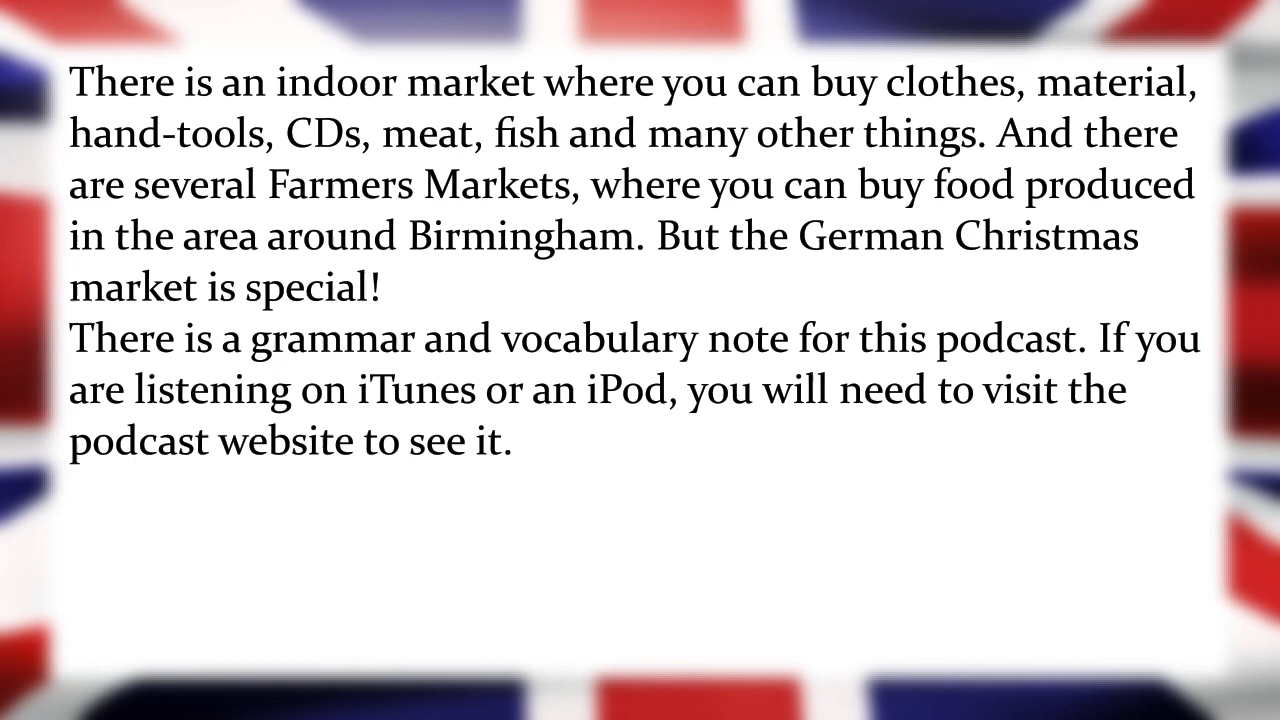 There is an indoor market where you can buy clothes, material,
hand-tools, CDs, meat, fish and many other things. And there
are several Farmers Markets, where you can buy food produced
in the area around Birmingham. But the German Christmas
market is special!
There is a grammar and vocabulary note for this podcast. If you
are listening on iTunes or an iPod, you will need to visit the
podcast website to see it.